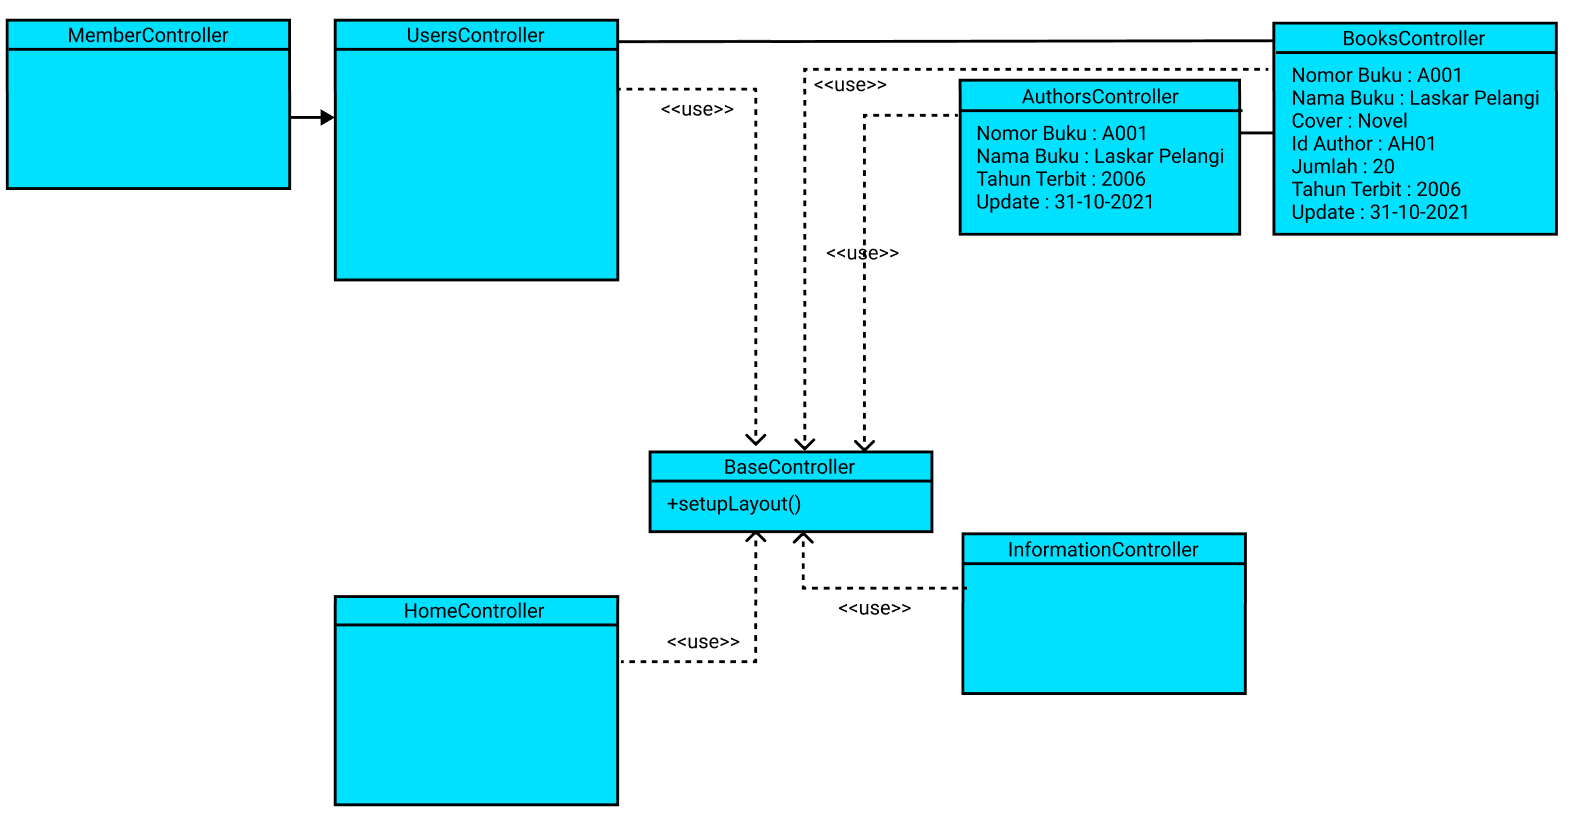 MemberController
UsersController
BooksController
Nomor Buku : A001
Nama Buku : Laskar Pelangi
Cover : Novel
Id Author : AH01
Jumlah : 20
Tahun Terbit : 2006
Update : 31-10-2021
<<use>>
<<use>>
AuthorsController
Nomor Buku : A001
Nama Buku : Laskar Pelangi
Tahun Terbit : 2006
Update : 31-10-2021
<<use>>
BaseController
+setupLayout()
InformationController
<<use>>
HomeController
<<use>>